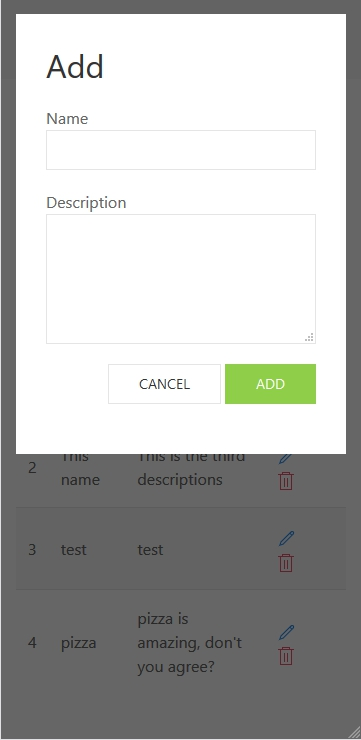 Add
Name
Description
CANCEL
ADD
2 This This is the third
name descriptions
3 test test
pizza is
4 pizza amazing, don't
you agree?